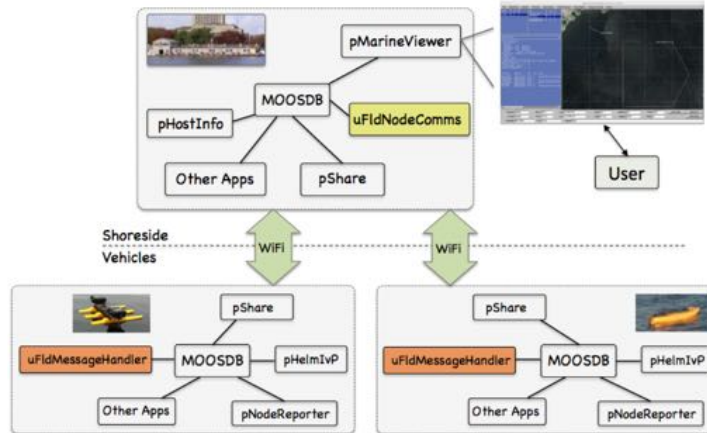 pMarineViewer
MOOSDB
pHostInfo
uFldNodeComms
Other Apps
pShare
User
Shoreside
Vehicles
WiFi
WiFi
pShare
uFldMessageHandler
MOOSDB
pHelmIvP
Other Apps
pNodeReporter
pShare
uFldMessageHandler
MOOSDB
pHelmIvP
Other Apps
pNodeReporter